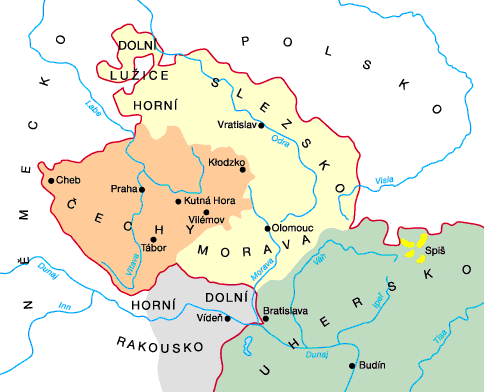 POLSKO
NĚMECKO
DOLNÍ
LUŽICE
HORNÍ
SLEZSKO
Labe
Vratislav
Odra
Kłodzko
Visla
Cheb
Praha
Kutná Hora
Vilémov
ČECHY
Tábor
Vltava
Olomouc
MORAVA
Morava
Spiš
Váh
Dunaj
Inn
HORNÍ
DOLNÍ
RAKOUSKO
Vídeň
Bratislava
UHERSKO
Ipeľ
Tisa
Dunaj
Budín